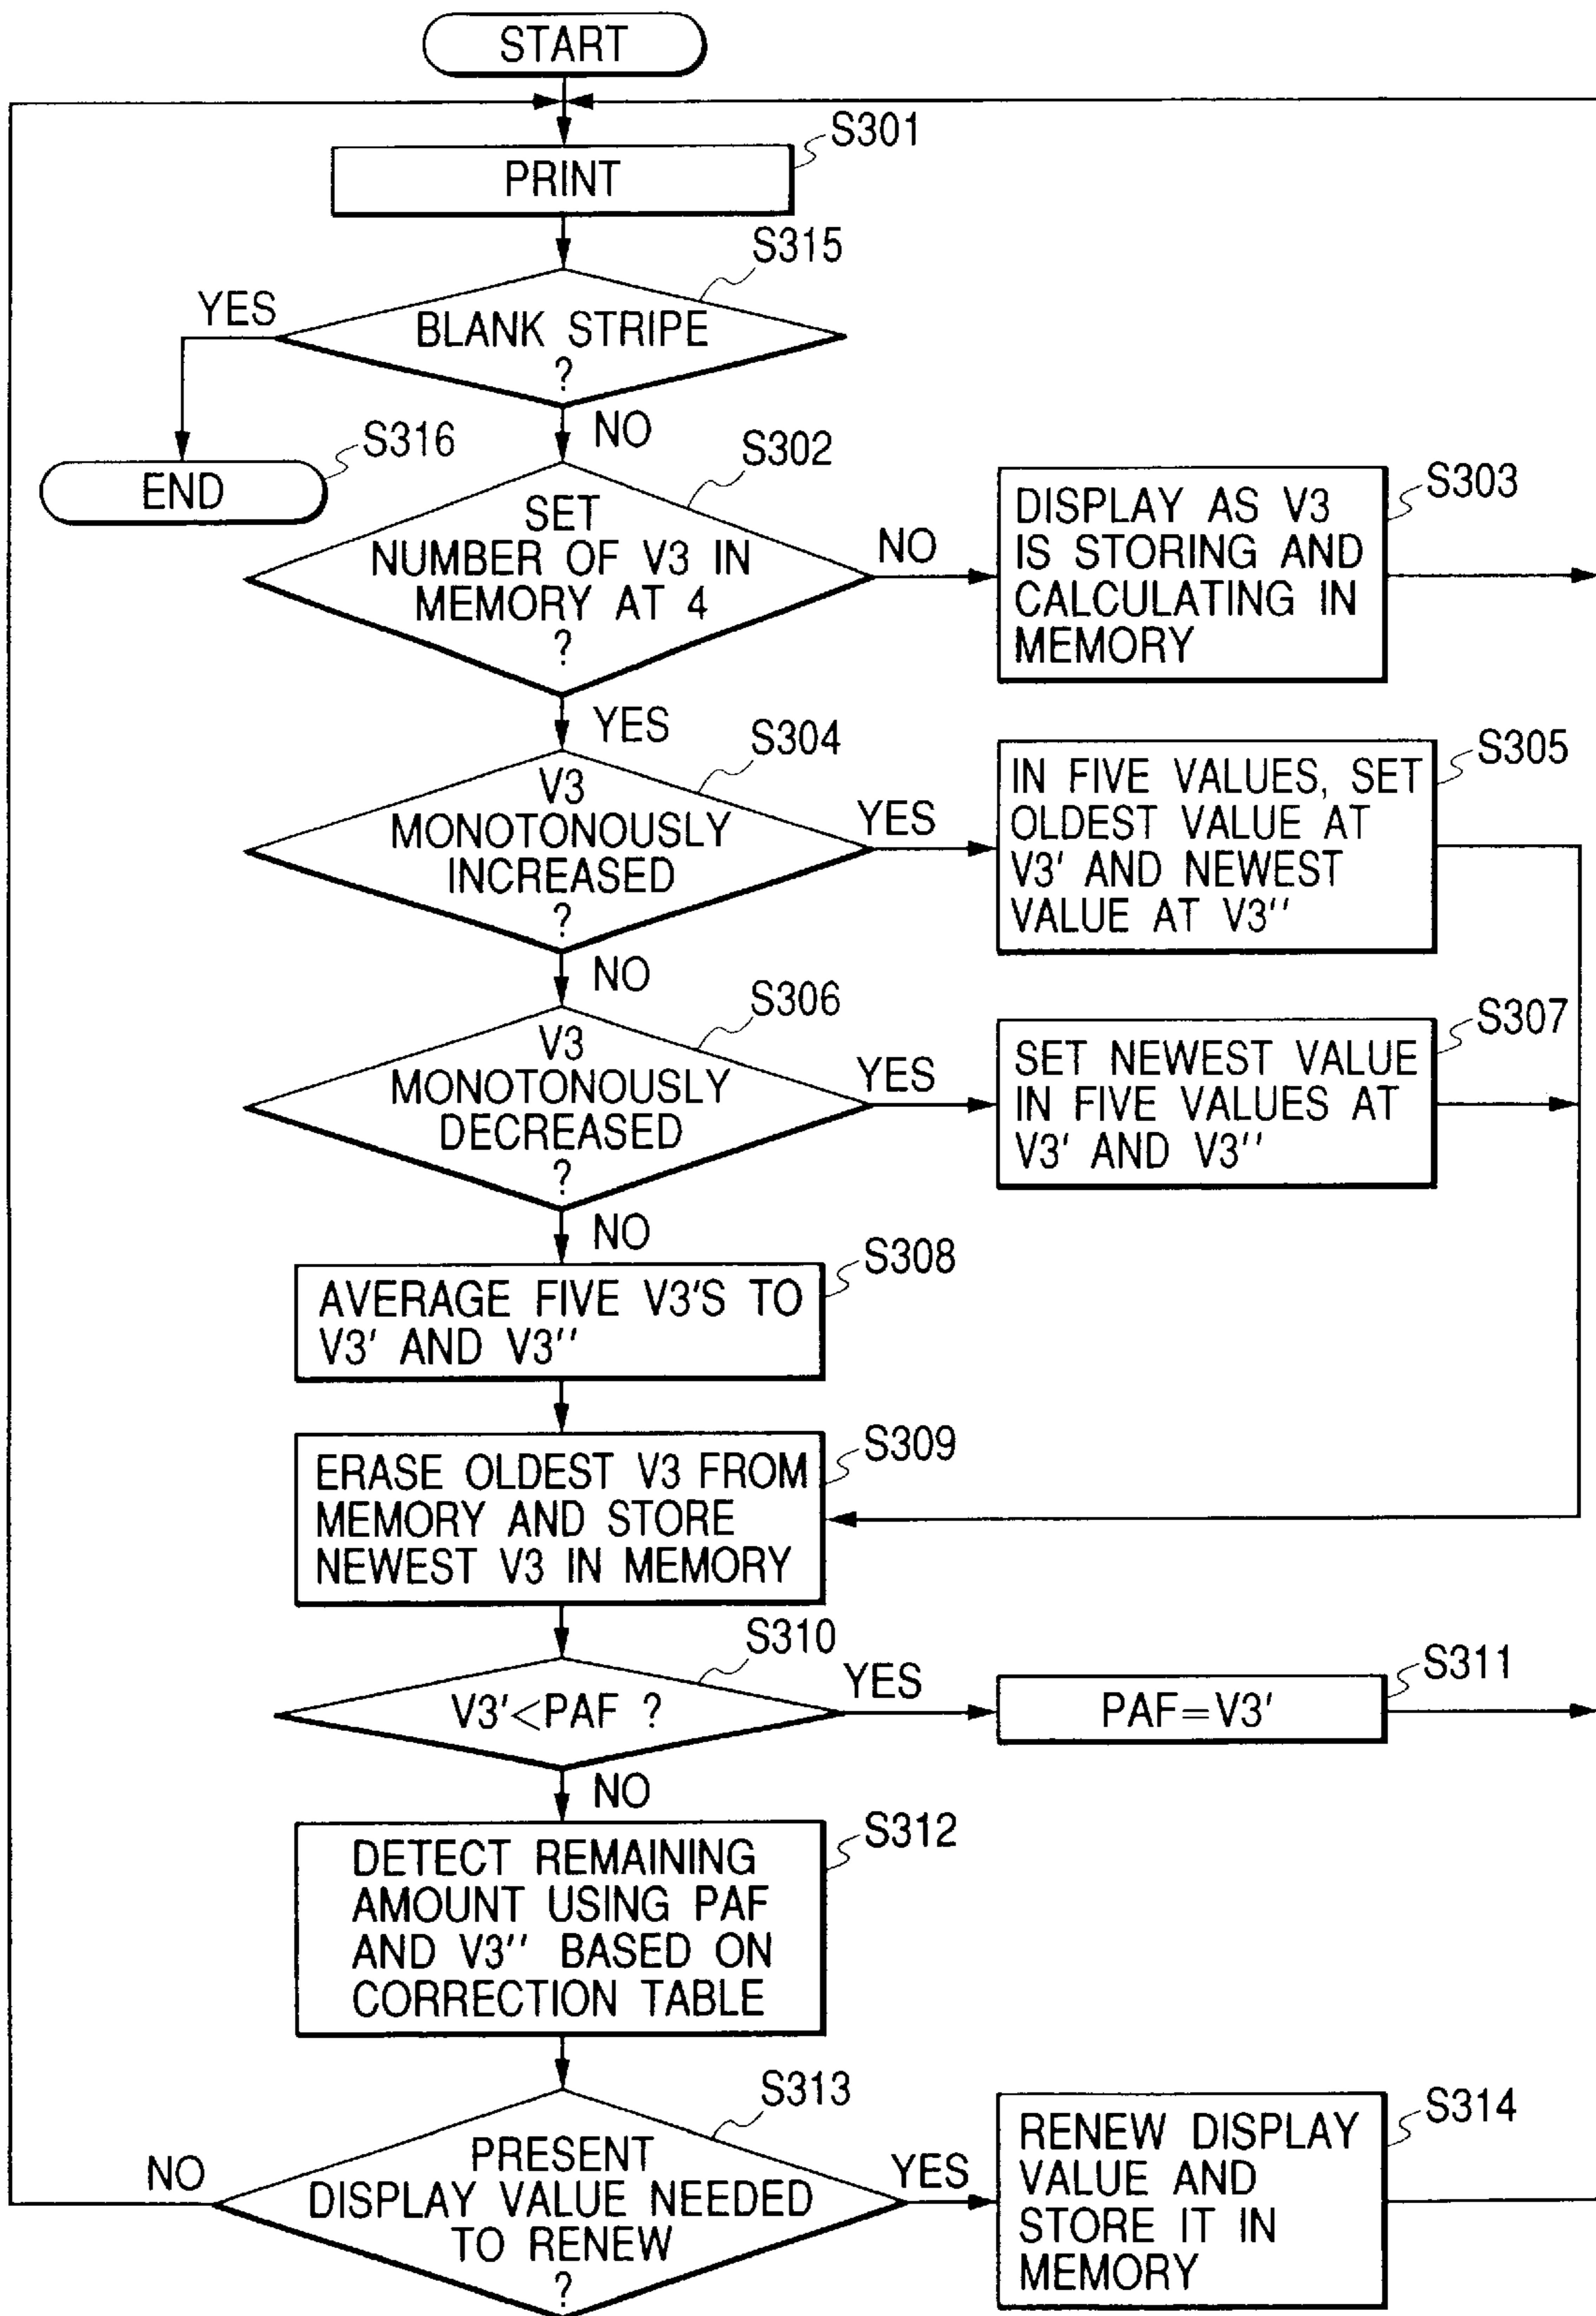 START
S301
PRINT
S315
YES
BLANK STRIPE
?
NO
S316
END
S302
SET
NUMBER OF V3 IN
MEMORY AT 4
?
NO
S303
DISPLAY AS V3
IS STORING AND
CALCULATING IN
MEMORY
YES
S304
V3
MONOTONOUSLY
INCREASED
?
YES
S305
IN FIVE VALUES, SET
OLDEST VALUE AT
V3' AND NEWEST
VALUE AT V3''
NO
S306
V3
MONOTONOUSLY
DECREASED
?
YES
S307
SET NEWEST VALUE
IN FIVE VALUES AT
V3' AND V3''
NO
S308
AVERAGE FIVE V3'S TO
V3' AND V3''
S309
ERASE OLDEST V3 FROM
MEMORY AND STORE
NEWEST V3 IN MEMORY
S310
V3'<PAF ?
YES
S311
PAF=V3'
NO
S312
DETECT REMAINING
AMOUNT USING PAF
AND V3'' BASED ON
CORRECTION TABLE
S313
NO
PRESENT
DISPLAY VALUE NEEDED
TO RENEW
?
YES
S314
RENEW DISPLAY
VALUE AND
STORE IT IN
MEMORY